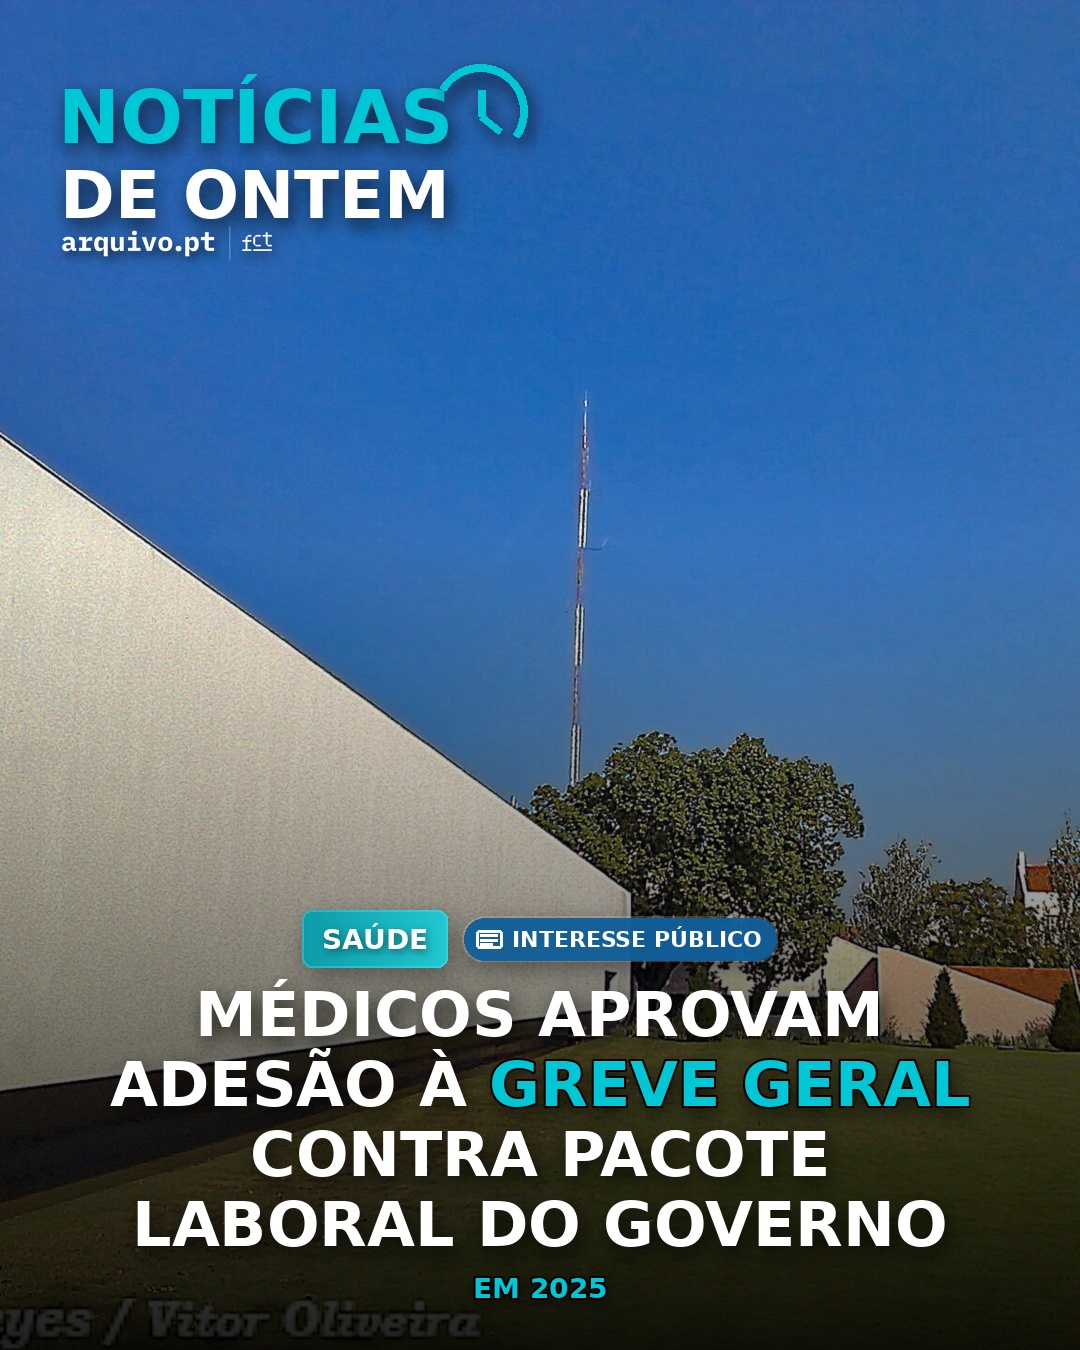 NOTÍCIAS
DE ONTEM
arquivo.pt fct
SAÚDE INTERESSE PÚBLICO
MÉDICOS APROVAM
ADESÃO À GREVE GERAL
CONTRA PACOTE
LABORAL DO GOVERNO
EM 2025
/ Vitor Oliveira